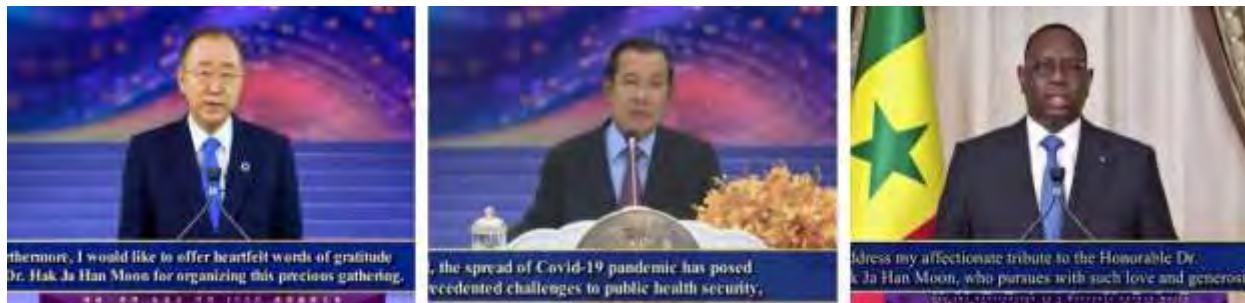 thermore, I would like to offer heartfelt words of gratitude
Dr. Hak Ja Han Moon for organizing this precious gathering.
, the spread of Covid-19 pandemic has posed
recedented challenges to public health security,
ddress my affectionate tribute to the Honorable Dr.
k Ja Han Moon, who pursues with such love and generosi